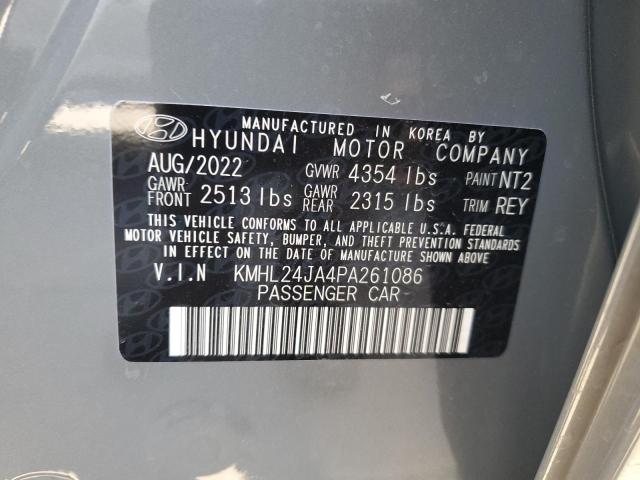 MANUFACTURED IN KOREA BY
HYUNDAI MOTOR COMPANY
AUG/2022 GVWR 4354 lbs PAINT NT2
GAWR FRONT 2513 lbs GAWR REAR 2315 lbs TRIM REY
THIS VEHICLE CONFORMS TO ALL APPLICABLE U.S.A. FEDERAL
MOTOR VEHICLE SAFETY, BUMPER, AND THEFT PREVENTION STANDARDS
IN EFFECT ON THE DATE OF MANUFACTURE SHOWN ABOVE.
V.I.N KMHL24JA4PA261086
PASSENGER CAR